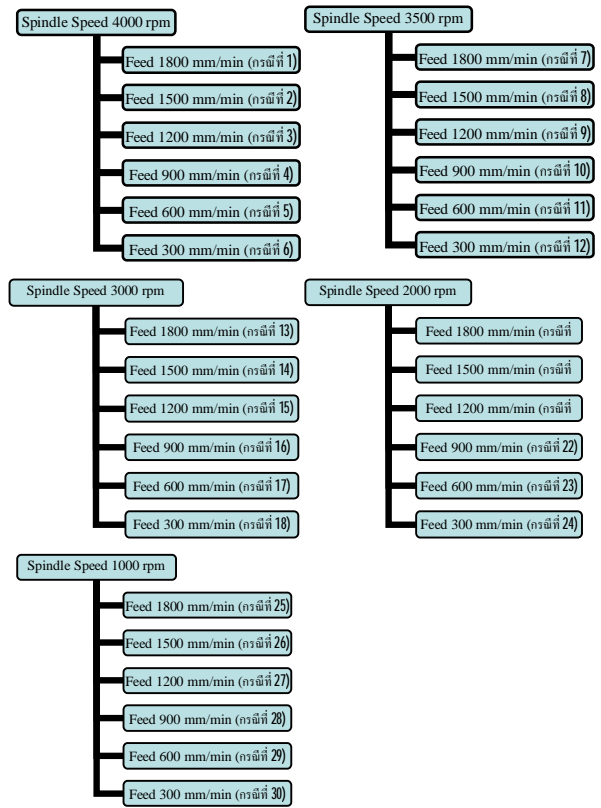 Spindle Speed 4000 rpm
Feed 1800 mm/min (กรณีที่ 1)
Feed 1500 mm/min (กรณีที่ 2)
Feed 1200 mm/min (กรณีที่ 3)
Feed 900 mm/min (กรณีที่ 4)
Feed 600 mm/min (กรณีที่ 5)
Feed 300 mm/min (กรณีที่ 6)
Spindle Speed 3500 rpm
Feed 1800 mm/min (กรณีที่ 7)
Feed 1500 mm/min (กรณีที่ 8)
Feed 1200 mm/min (กรณีที่ 9)
Feed 900 mm/min (กรณีที่ 10)
Feed 600 mm/min (กรณีที่ 11)
Feed 300 mm/min (กรณีที่ 12)
Spindle Speed 3000 rpm
Feed 1800 mm/min (กรณีที่ 13)
Feed 1500 mm/min (กรณีที่ 14)
Feed 1200 mm/min (กรณีที่ 15)
Feed 900 mm/min (กรณีที่ 16)
Feed 600 mm/min (กรณีที่ 17)
Feed 300 mm/min (กรณีที่ 18)
Spindle Speed 2000 rpm
Feed 1800 mm/min (กรณีที่
Feed 1500 mm/min (กรณีที่
Feed 1200 mm/min (กรณีที่
Feed 900 mm/min (กรณีที่ 22)
Feed 600 mm/min (กรณีที่ 23)
Feed 300 mm/min (กรณีที่ 24)
Spindle Speed 1000 rpm
Feed 1800 mm/min (กรณีที่ 25)
Feed 1500 mm/min (กรณีที่ 26)
Feed 1200 mm/min (กรณีที่ 27)
Feed 900 mm/min (กรณีที่ 28)
Feed 600 mm/min (กรณีที่ 29)
Feed 300 mm/min (กรณีที่ 30)